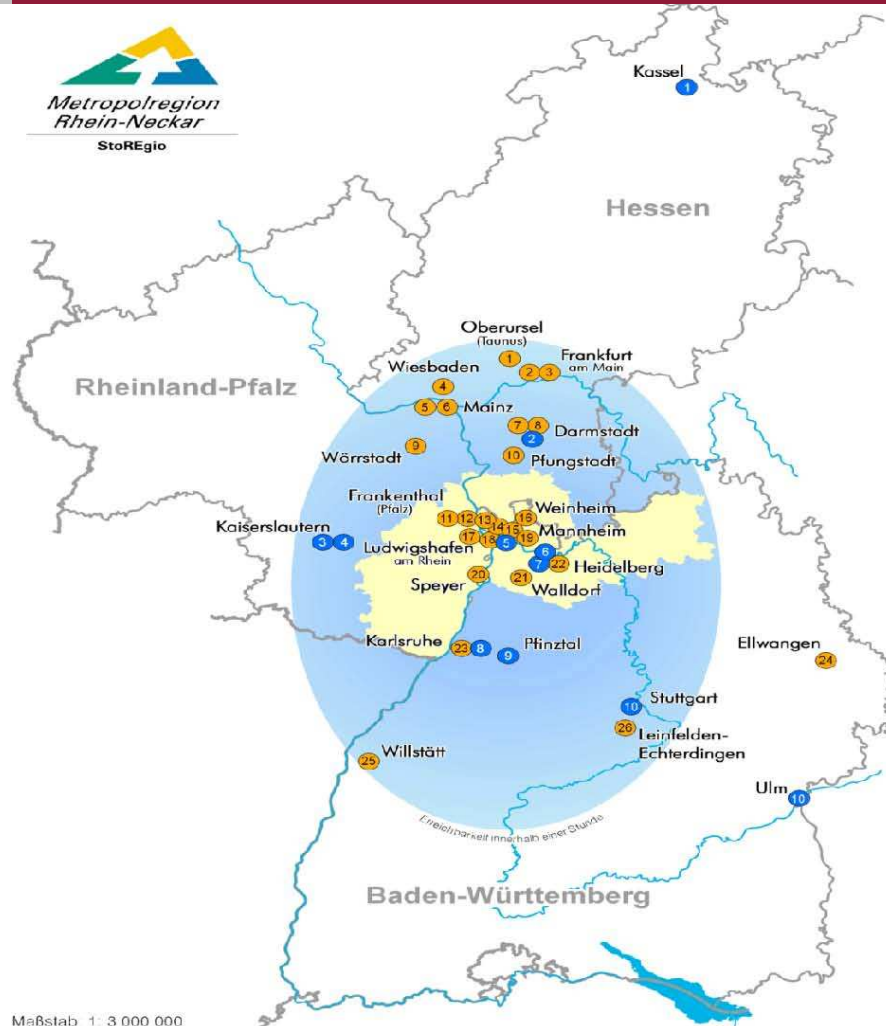 Metropolregion
Rhein-Neckar
StoREgio
Kassel
1
Hessen
Oberursel
(Taunus)
1
Frankfurt
am Main
2 3
Wiesbaden
4
Rheinland-Pfalz
5 6
Mainz
7 8
Darmstadt
2
9
Wörrstadt
10
Pfungstadt
Frankenthal
(Pfalz)
Weinheim
11 12 13 14 15 16
Kaiserslautern
3 4
Mannheim
17 18 5 19
Ludwigshafen
am Rhein
6
7 22
Heidelberg
Speyer
20
21
Walldorf
Karlsruhe
23 8
9
Pfinztal
Ellwangen
24
Stuttgart
10
26
Leinfelden-
Echterdingen
Willstätt
25
Ulm
10
Erreichbarkeit innerhalb einer Stunde
Baden-Württemberg
Maßstab 1: 3 000 000